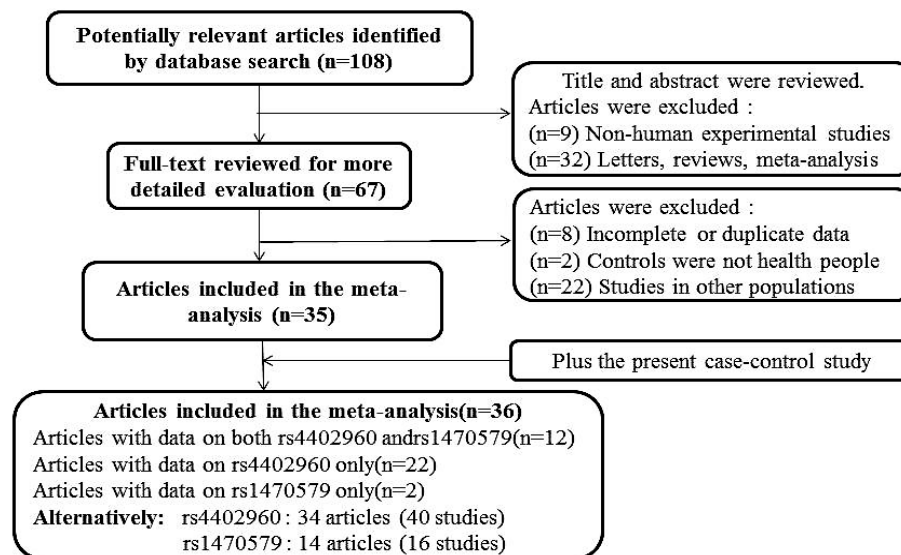 Potentially relevant articles identified
by database search (n=108)
Title and abstract were reviewed.
Articles were excluded :
(n=9) Non-human experimental studies
(n=32) Letters, reviews, meta-analysis
Full-text reviewed for more
detailed evaluation (n=67)
Articles were excluded :
(n=8) Incomplete or duplicate data
(n=2) Controls were not health people
(n=22) Studies in other populations
Articles included in the meta-
analysis (n=35)
Plus the present case-control study
Articles included in the meta-analysis(n=36)
Articles with data on both rs4402960 andrs1470579(n=12)
Articles with data on rs4402960 only(n=22)
Articles with data on rs1470579 only(n=2)
Alternatively: rs4402960 : 34 articles (40 studies)
rs1470579 : 14 articles (16 studies)